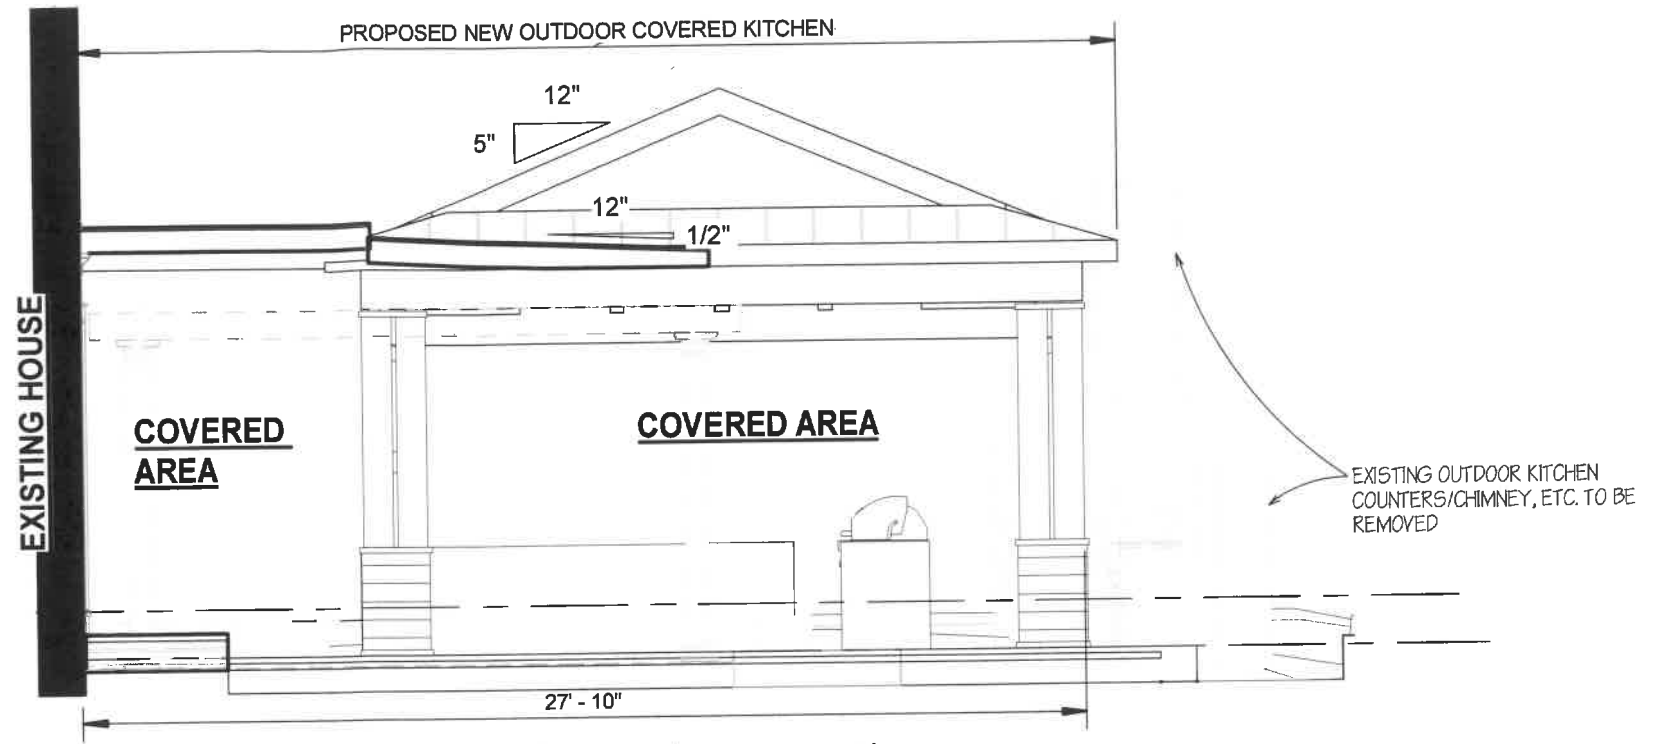 PROPOSED NEW OUTDOOR COVERED KITCHEN
12"
5"
12"
1/2"
EXISTING HOUSE
COVERED
AREA
COVERED AREA
EXISTING OUTDOOR KITCHEN
COUNTERS/CHIMNEY, ETC. TO BE
REMOVED
27' - 10"